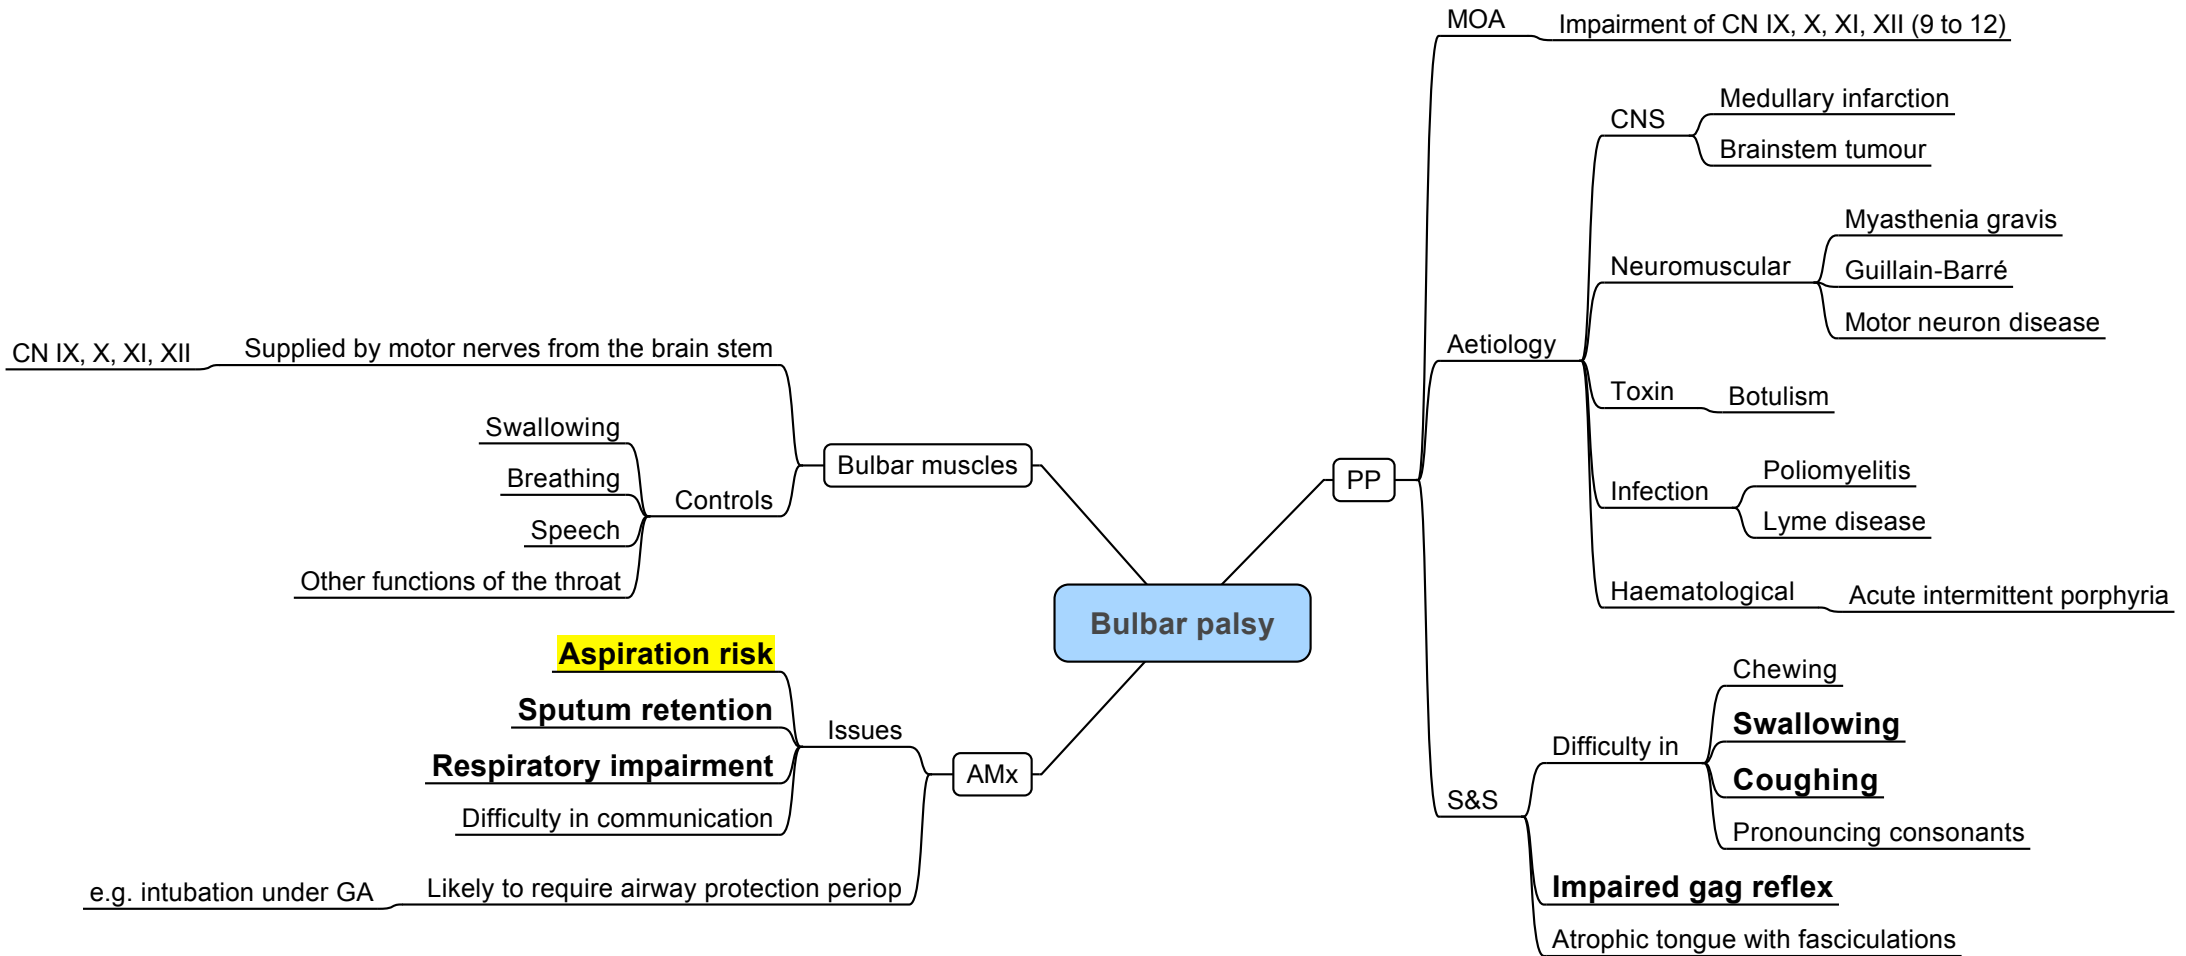 Bulbar palsy
Bulbar muscles
Supplied by motor nerves from the brain stem
CN IX, X, XI, XII
Controls
Swallowing
Breathing
Speech
Other functions of the throat
AMx
Issues
Aspiration risk
Sputum retention
Respiratory impairment
Difficulty in communication
Likely to require airway protection periop
e.g. intubation under GA
PP
MOA
Impairment of CN IX, X, XI, XII (9 to 12)
Aetiology
CNS
Medullary infarction
Brainstem tumour
Neuromuscular
Myasthenia gravis
Guillain-Barré
Motor neuron disease
Toxin
Botulism
Infection
Poliomyelitis
Lyme disease
Haematological
Acute intermittent porphyria
S&S
Difficulty in
Chewing
Swallowing
Coughing
Pronouncing consonants
Impaired gag reflex
Atrophic tongue with fasciculations